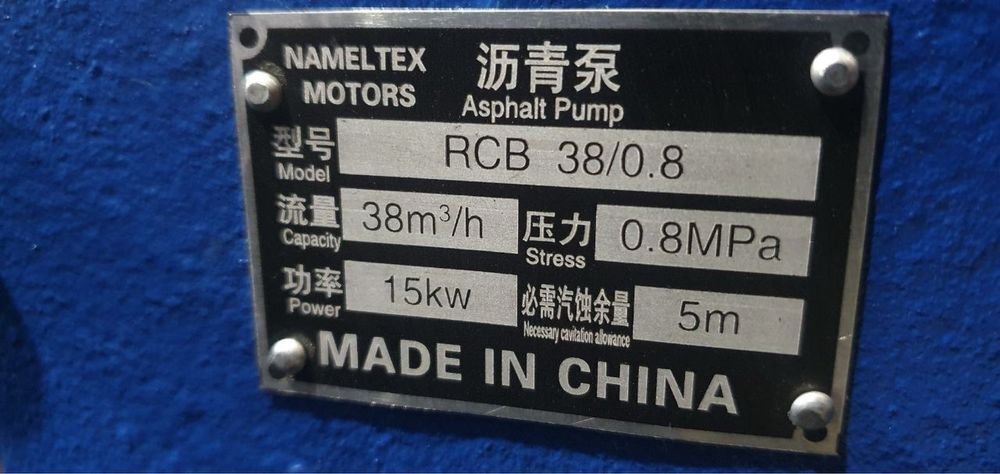 NAMELTEX
MOTORS
沥青泵
Asphalt Pump
型号
Model
RCB 38/0.8
流量
Capacity
38m³/h
压力
Stress
0.8MPa
功率
Power
15kw
必需汽蚀余量
Necessary cavitation allowance
5m
MADE IN CHINA